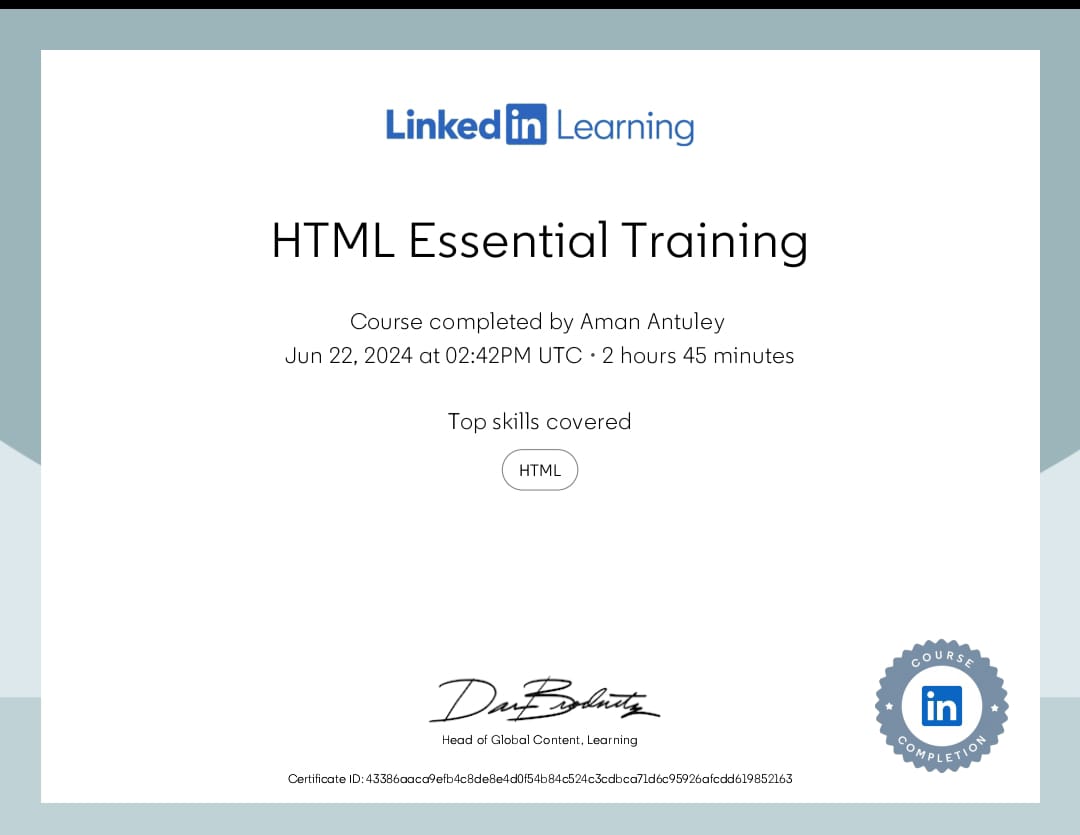 Linked in Learning
HTML Essential Training
Course completed by Aman Antuley
Jun 22, 2024 at 02:42PM UTC • 2 hours 45 minutes
Top skills covered
HTML
Dan Brodnitz
Head of Global Content, Learning
Certificate ID: 43386aaca9efb4c8de8e4d0f54b84c524c3cdbca71d6c95926afcdd619852163
COURSE
in
COMPLETION